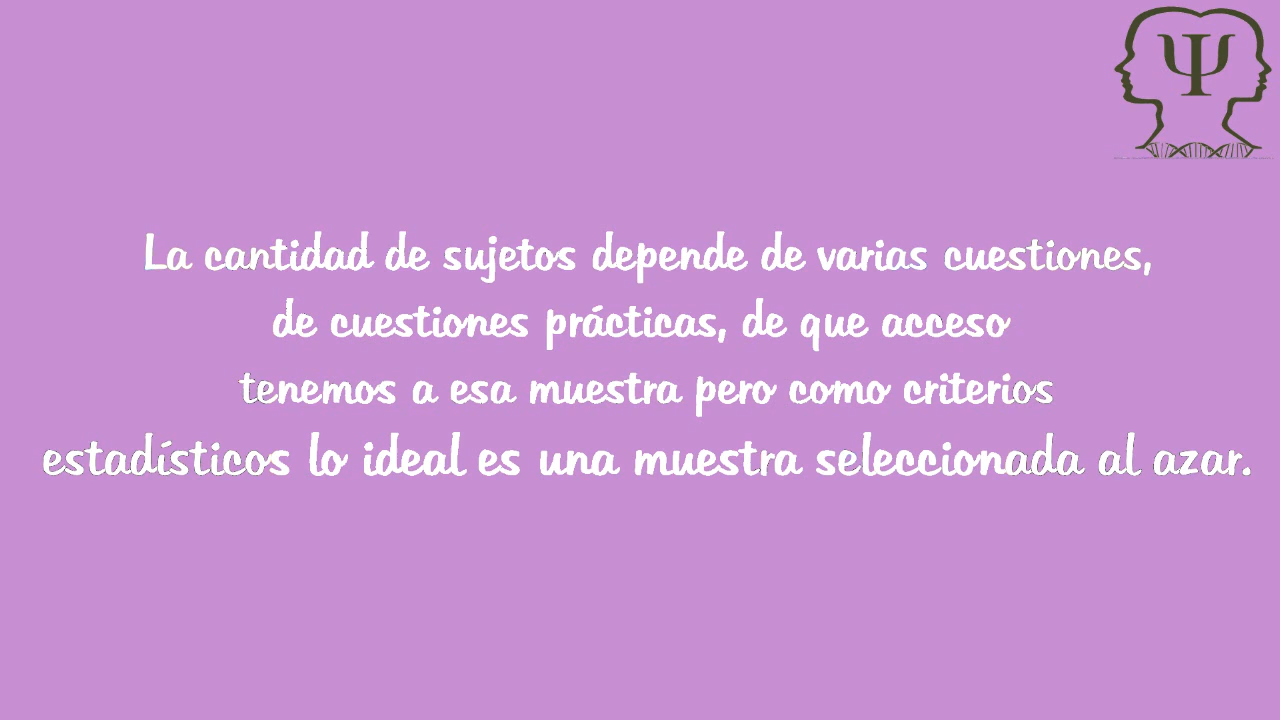 Ψ
La cantidad de sujetos depende de varias cuestiones,
de cuestiones prácticas, de que acceso
tenemos a esa muestra pero como criterios
estadísticos lo ideal es una muestra seleccionada al azar.